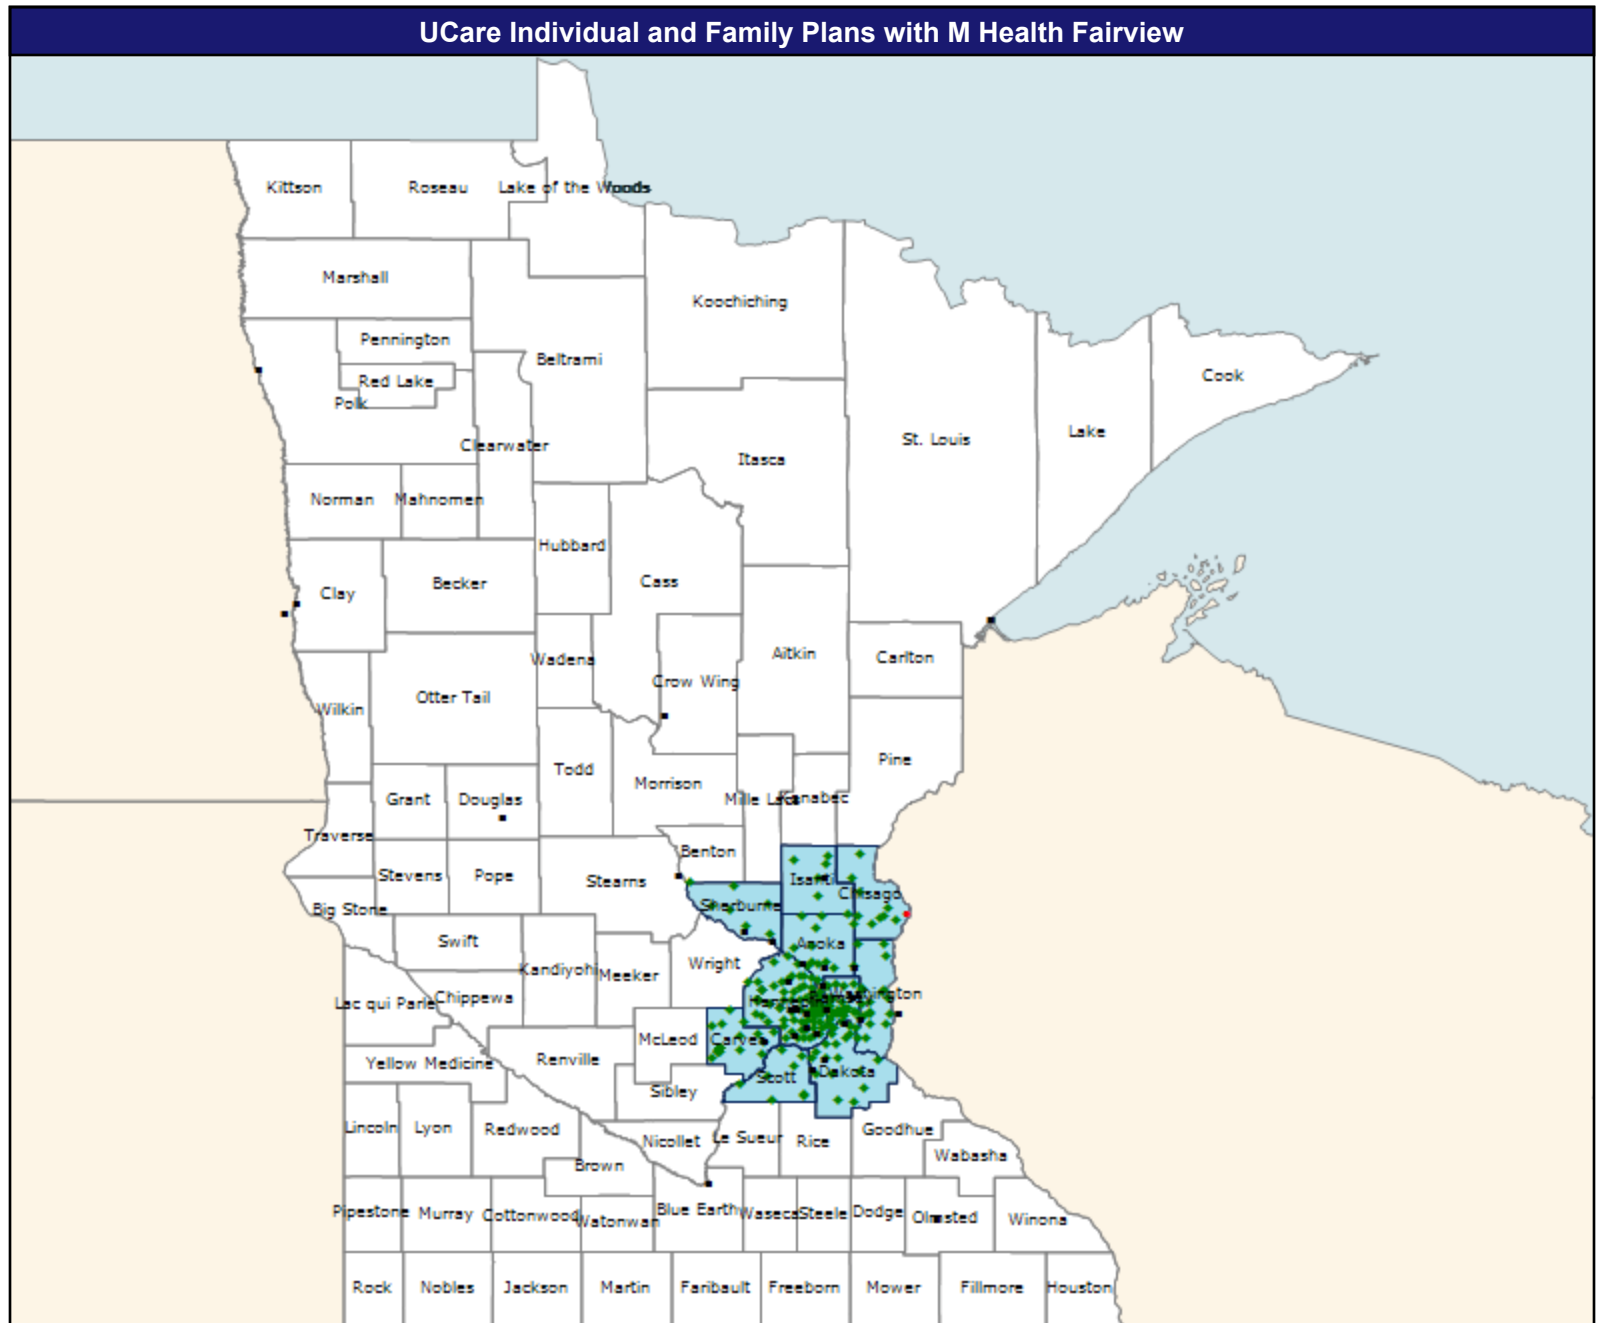 UCare Individual and Family Plans with M Health Fairview
Kittson
Roseau
Lake of the Woods
Marshall
Koochiching
Pennington
Beltrami
Red Lake
Cook
Polk
Lake
St. Louis
Clearwater
Itasca
Norman
Mahnomen
Hubbard
Cass
Becker
Clay
Aitkin
Carlton
Wadena
Crow Wing
Otter Tail
Wilkin
Pine
Todd
Morrison
Grant
Douglas
Mille Lacs
Kanabec
Traverse
Benton
Stevens
Pope
Stearns
Isanti
Chisago
Sherburne
Big Stone
Swift
Anoka
Wright
Kandiyohi
Meeker
Washington
Lac qui Parle
Chippewa
Hennepin
McLeod
Carver
Renville
Yellow Medicine
Scott
Dakota
Sibley
Lincoln
Lyon
Redwood
Goodhue
Nicollet
Le Sueur
Rice
Wabasha
Brown
Pipestone
Murray
Cottonwood
Watonwan
Blue Earth
Waseca
Steele
Dodge
Olmsted
Winona
Rock
Nobles
Jackson
Martin
Faribault
Freeborn
Mower
Fillmore
Houston